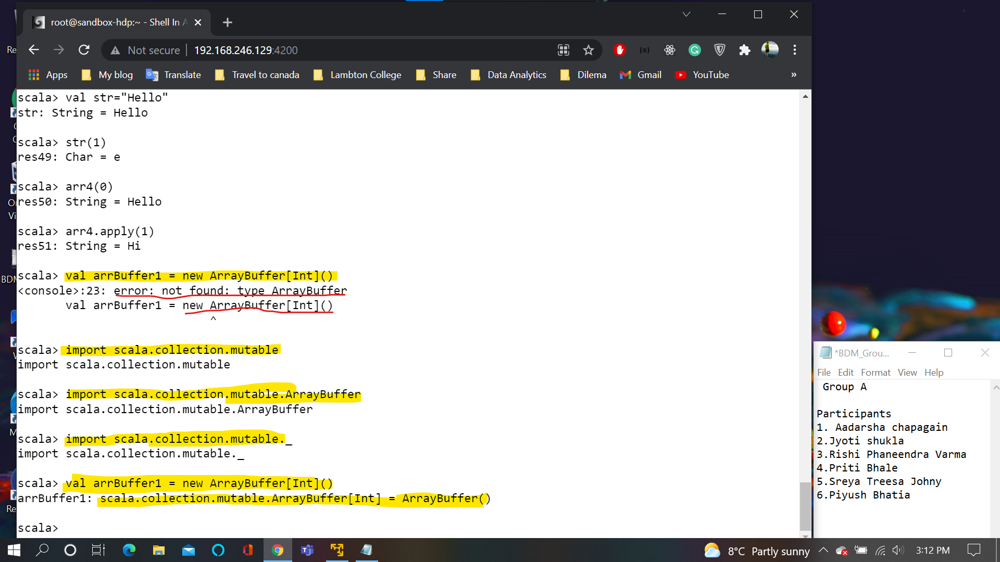 root@sandbox-hdp:~ - Shell In A
Not secure | 192.168.246.129:4200
Apps My blog Translate Travel to canada Lambton College Share Data Analytics Dilema Gmail YouTube »
scala> val str="Hello"
str: String = Hello
scala> str(1)
res49: Char = e
scala> arr4(0)
res50: String = Hello
scala> arr4.apply(1)
res51: String = Hi
scala> val arrBuffer1 = new ArrayBuffer[Int]()
<console>:23: error: not found: type ArrayBuffer
val arrBuffer1 = new ArrayBuffer[Int]()
^
scala> import scala.collection.mutable
import scala.collection.mutable
scala> import scala.collection.mutable.ArrayBuffer
import scala.collection.mutable.ArrayBuffer
scala> import scala.collection.mutable._
import scala.collection.mutable._
scala> val arrBuffer1 = new ArrayBuffer[Int]()
arrBuffer1: scala.collection.mutable.ArrayBuffer[Int] = ArrayBuffer()
scala>
*BDM_Grou...
File Edit Format View Help
Group A
Participants
1. Aadarsha chapagain
2.Jyoti shukla
3.Rishi Phaneendra Varma
4.Priti Bhale
5.Sreya Treesa Johny
6.Piyush Bhatia
8°C Partly sunny
3:12 PM